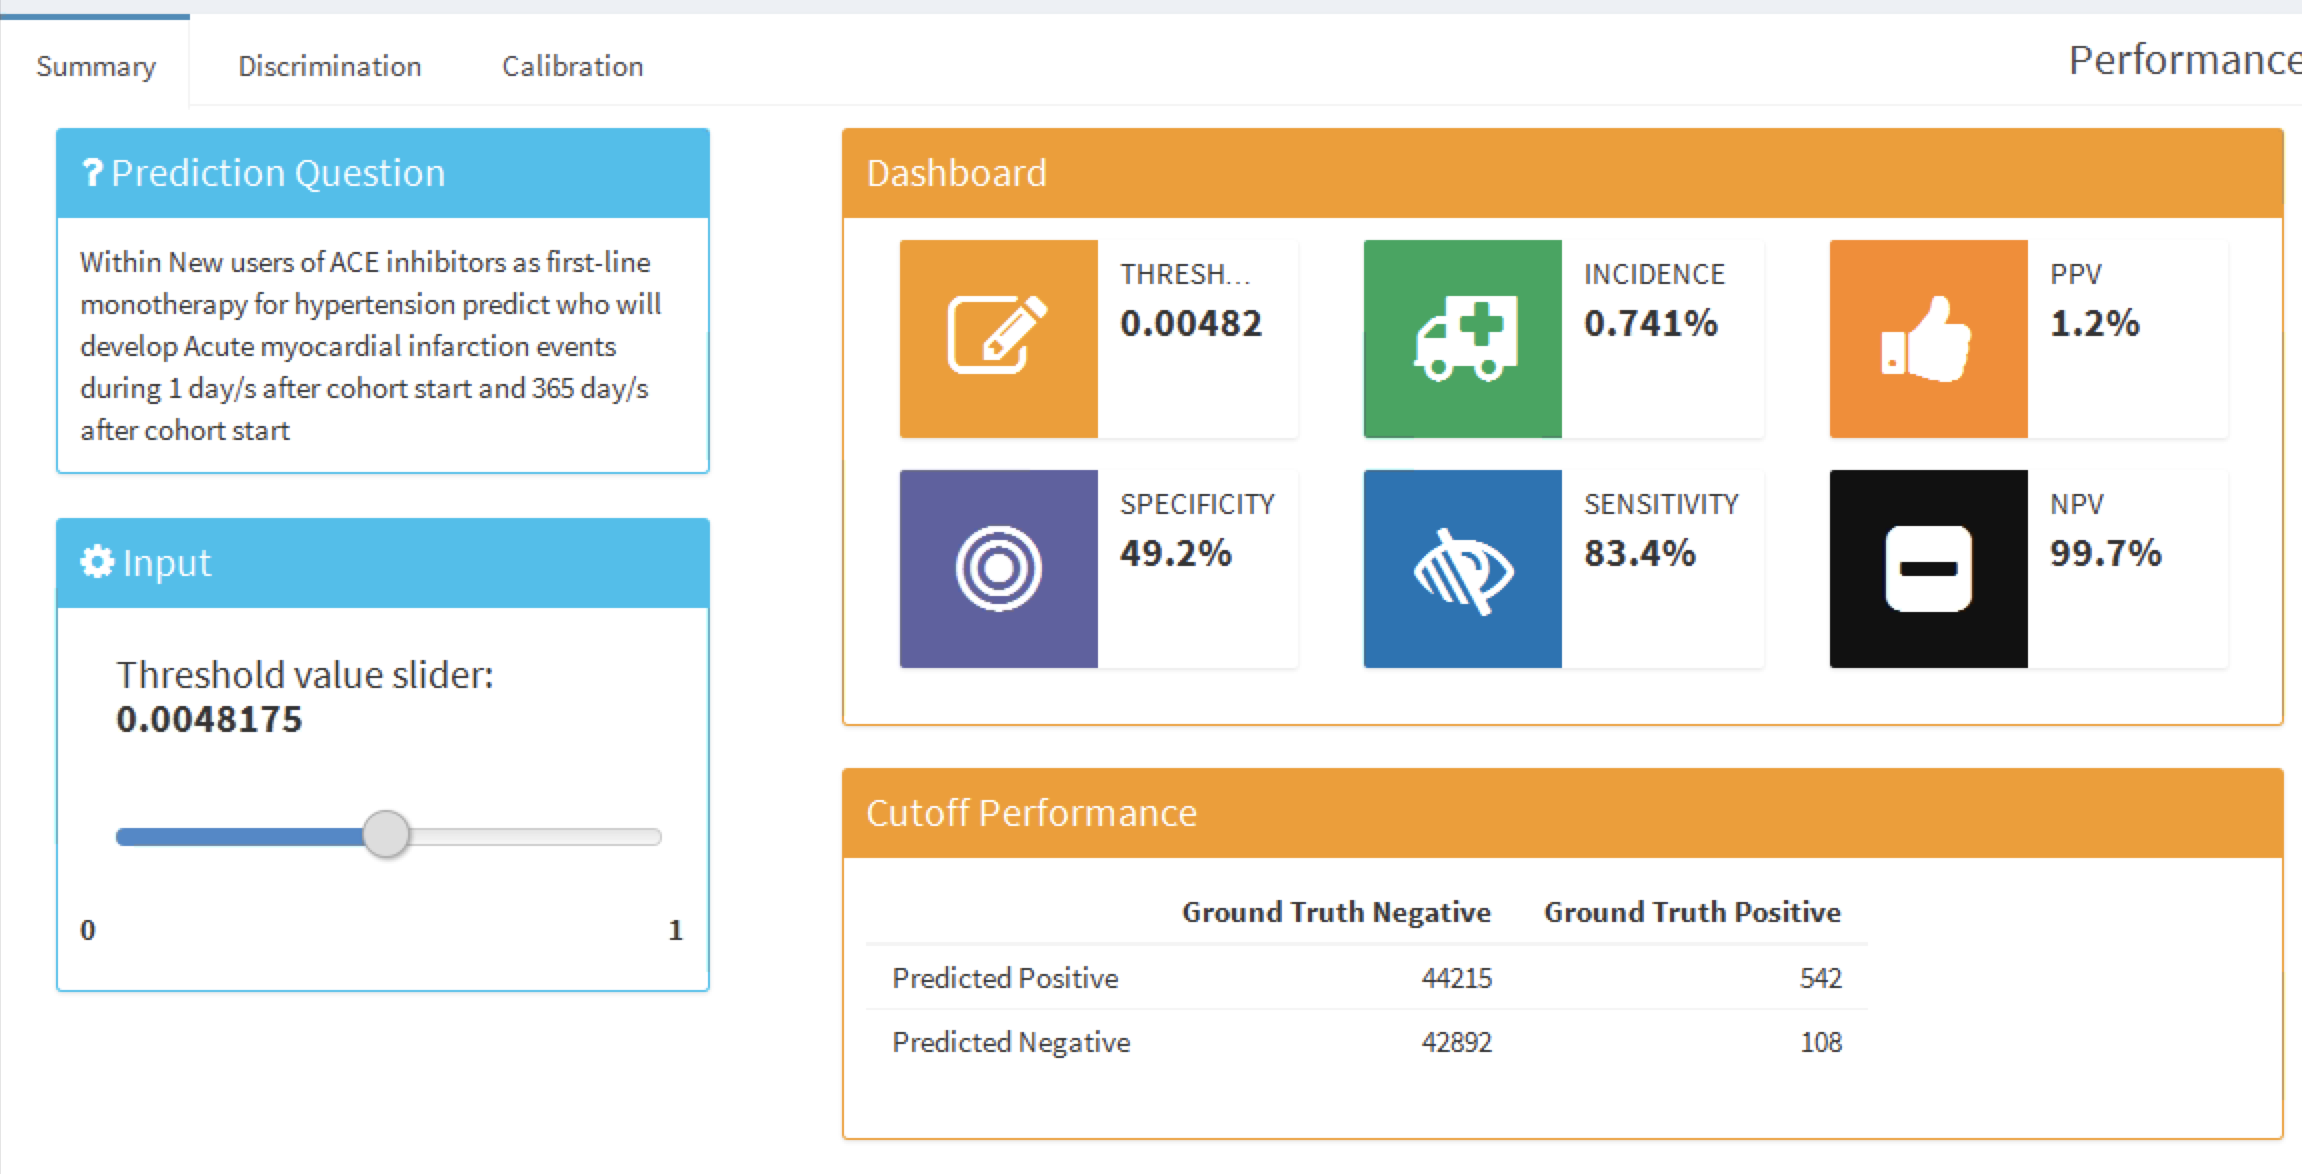 Summary
Discrimination
Calibration
Performance
? Prediction Question
Within New users of ACE inhibitors as first-line
monotherapy for hypertension predict who will
develop Acute myocardial infarction events
during 1 day/s after cohort start and 365 day/s
after cohort start
Input
Threshold value slider:
0.0048175
0
1
Dashboard
THRESH...
0.00482
INCIDENCE
0.741%
PPV
1.2%
SPECIFICITY
49.2%
SENSITIVITY
83.4%
NPV
99.7%
Cutoff Performance
Ground Truth Negative Ground Truth Positive
Predicted Positive 44215 542
Predicted Negative 42892 108